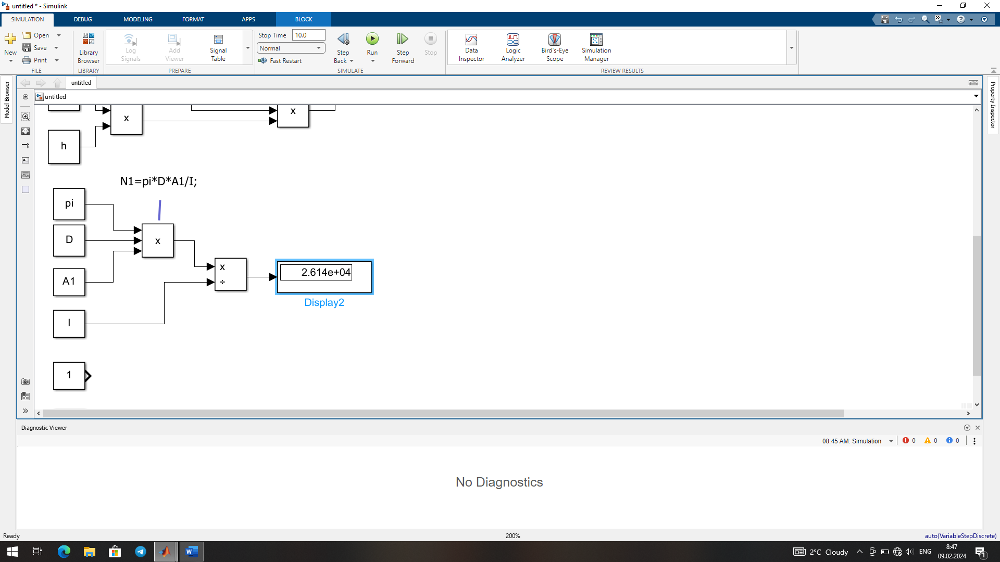 untitled * - Simulink
SIMULATION DEBUG MODELING FORMAT APPS BLOCK
New
Open
Save
Print
FILE
Library Browser
LIBRARY
Log Signals
Add Viewer
Signal Table
PREPARE
Stop Time 10.0
Normal
Fast Restart
Step Back
Run
Step Forward
Stop
SIMULATE
Data Inspector
Logic Analyzer
Bird's-Eye Scope
Simulation Manager
REVIEW RESULTS
Model Browser
Property Inspector
untitled
untitled
x
x
h
N1=pi*D*A1/I;
pi
D
x
A1
x
÷
2.614e+04
Display2
I
1
Diagnostic Viewer
08:45 AM: Simulation 0 0 0
No Diagnostics
Ready 200% auto(VariableStepDiscrete)
2°C Cloudy ENG 8:47
09.02.2024
1